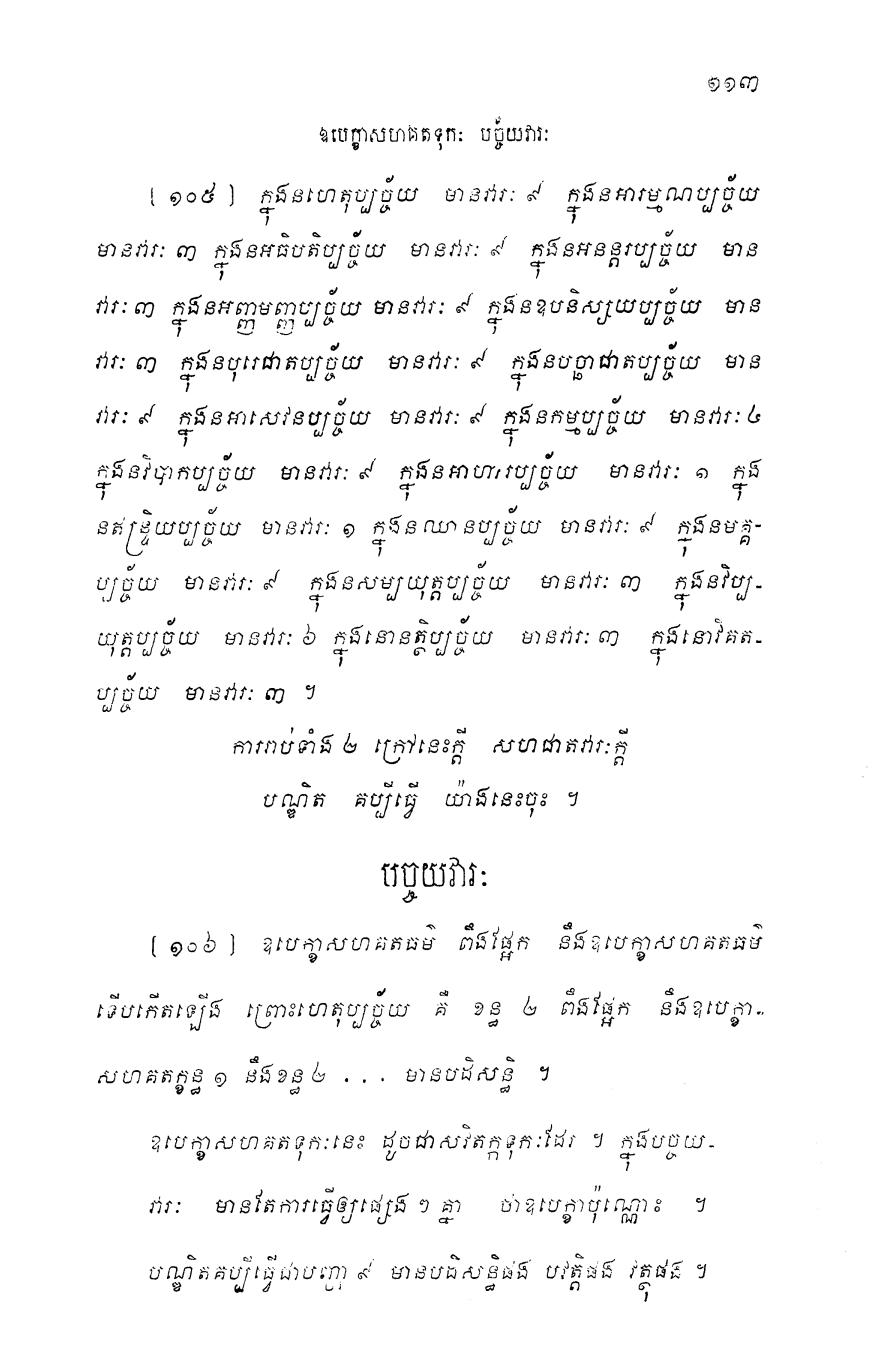 ១១៣
ឧបេក្ខាសហគតទុកៈ បច្ច័យវារៈ
[ ១០៥ ] ក្នុងនហេតុប្បច្ច័យ មានវារៈ ៩ ក្នុងនអារម្មណប្បច្ច័យ
មានវារៈ ៣ ក្នុងនអធិបតិប្បច្ច័យ មានវារៈ ៩ ក្នុងនអនន្តរប្បច្ច័យ មាន
វារៈ ៣ ក្នុងនអញ្ញមញ្ញប្បច្ច័យ មានវារៈ ៩ ក្នុងនឧបនិស្សយប្បច្ច័យ មាន
វារៈ ៣ ក្នុងនបុរេជាតប្បច្ច័យ មានវារៈ ៩ ក្នុងនបច្ឆាជាតប្បច្ច័យ មាន
វារៈ ៩ ក្នុងនអាសេវនប្បច្ច័យ មានវារៈ ៩ ក្នុងនកម្មប្បច្ច័យ មានវារៈ ៤
ក្នុងនវិបាកប្បច្ច័យ មានវារៈ ៩ ក្នុងនអាហារប្បច្ច័យ មានវារៈ ១ ក្នុង
នឥន្ទ្រិយប្បច្ច័យ មានវារៈ ១ ក្នុងនឈានប្បច្ច័យ មានវារៈ ៩ ក្នុងនមគ្គ-
ប្បច្ច័យ មានវារៈ ៩ ក្នុងនសម្បយុត្តប្បច្ច័យ មានវារៈ ៣ ក្នុងនវិប្ប-
យុត្តប្បច្ច័យ មានវារៈ ៦ ក្នុងនោនត្ថិប្បច្ច័យ មានវារៈ ៣ ក្នុងនោវិគត-
ប្បច្ច័យ មានវារៈ ៣ ។
ការរាប់ទាំង ២ ក្រៅនេះក្តី សហជាតវារៈក្តី
បណ្ឌិត គប្បីធ្វើ យ៉ាងនេះចុះ ។
បច្ចយវារៈ
[ ១០៦ ] ឧបេក្ខាសហគតធម៌ ពឹងផ្អែក នឹងឧបេក្ខាសហគតធម៌
ទើបកើតឡើង ព្រោះហេតុប្បច្ច័យ គឺ ខន្ធ ២ ពឹងផ្អែក នឹងឧបេក្ខា-
សហគតក្ខន្ធ ១ នឹងខន្ធ ២ . . . មានបដិសន្ធិ ។
ឧបេក្ខាសហគតទុកៈនេះ ដូចជាសវិតក្កទុកៈដែរ ។ ក្នុងបច្ចយ-
វារៈ មានតែការធ្វើឲ្យផ្សេង ៗ គ្នា ថាឧបេក្ខាប៉ុណ្ណោះ ។
បណ្ឌិតគប្បីធ្វើជាបញ្ហា ៩ មានបដិសន្ធិផង បវត្តិផង វត្ថុផង ។